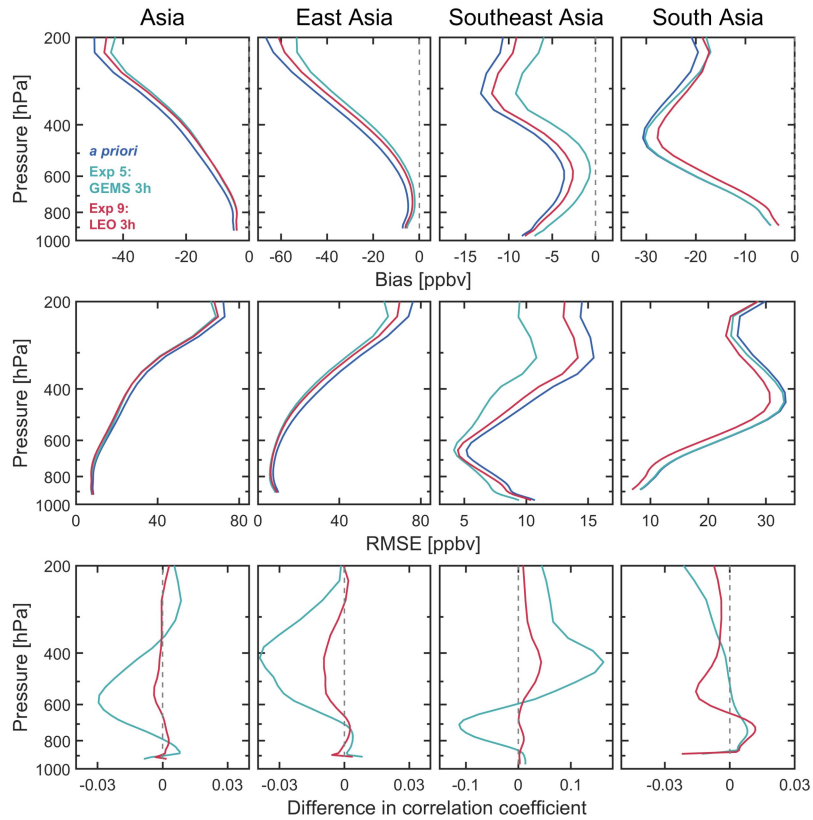 Asia East Asia Southeast Asia South Asia
Pressure [hPa]
200
400
600
800
1000
a priori
Exp 5:
GEMS 3h
Exp 9:
LEO 3h
-40 -20 0 -60 -40 -20 0 -15 -10 -5 0 -30 -20 -10 0
Bias [ppbv]
Pressure [hPa]
200
400
600
800
1000
0 40 80 0 40 80 5 10 15 10 20 30
RMSE [ppbv]
Pressure [hPa]
200
400
600
800
1000
-0.03 0 0.03 -0.03 0 0.03 -0.1 0 0.1 -0.03 0 0.03
Difference in correlation coefficient